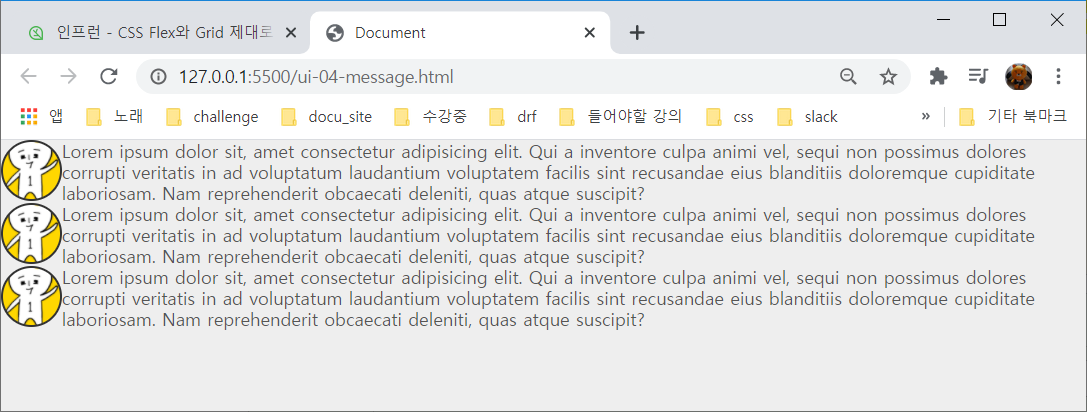 인프런 - CSS Flex와 Grid 제대로
Document
127.0.0.1:5500/ui-04-message.html
앱 노래 challenge docu_site 수강중 drf 들어야할 강의 css slack » 기타 북마크
Lorem ipsum dolor sit, amet consectetur adipisicing elit. Qui a inventore culpa animi vel, sequi non possimus dolores
corrupti veritatis in ad voluptatum laudantium voluptatem facilis sint recusandae eius blanditiis doloremque cupiditate
laboriosam. Nam reprehenderit obcaecati deleniti, quas atque suscipit?
1
Lorem ipsum dolor sit, amet consectetur adipisicing elit. Qui a inventore culpa animi vel, sequi non possimus dolores
corrupti veritatis in ad voluptatum laudantium voluptatem facilis sint recusandae eius blanditiis doloremque cupiditate
laboriosam. Nam reprehenderit obcaecati deleniti, quas atque suscipit?
1
Lorem ipsum dolor sit, amet consectetur adipisicing elit. Qui a inventore culpa animi vel, sequi non possimus dolores
corrupti veritatis in ad voluptatum laudantium voluptatem facilis sint recusandae eius blanditiis doloremque cupiditate
laboriosam. Nam reprehenderit obcaecati deleniti, quas atque suscipit?
1